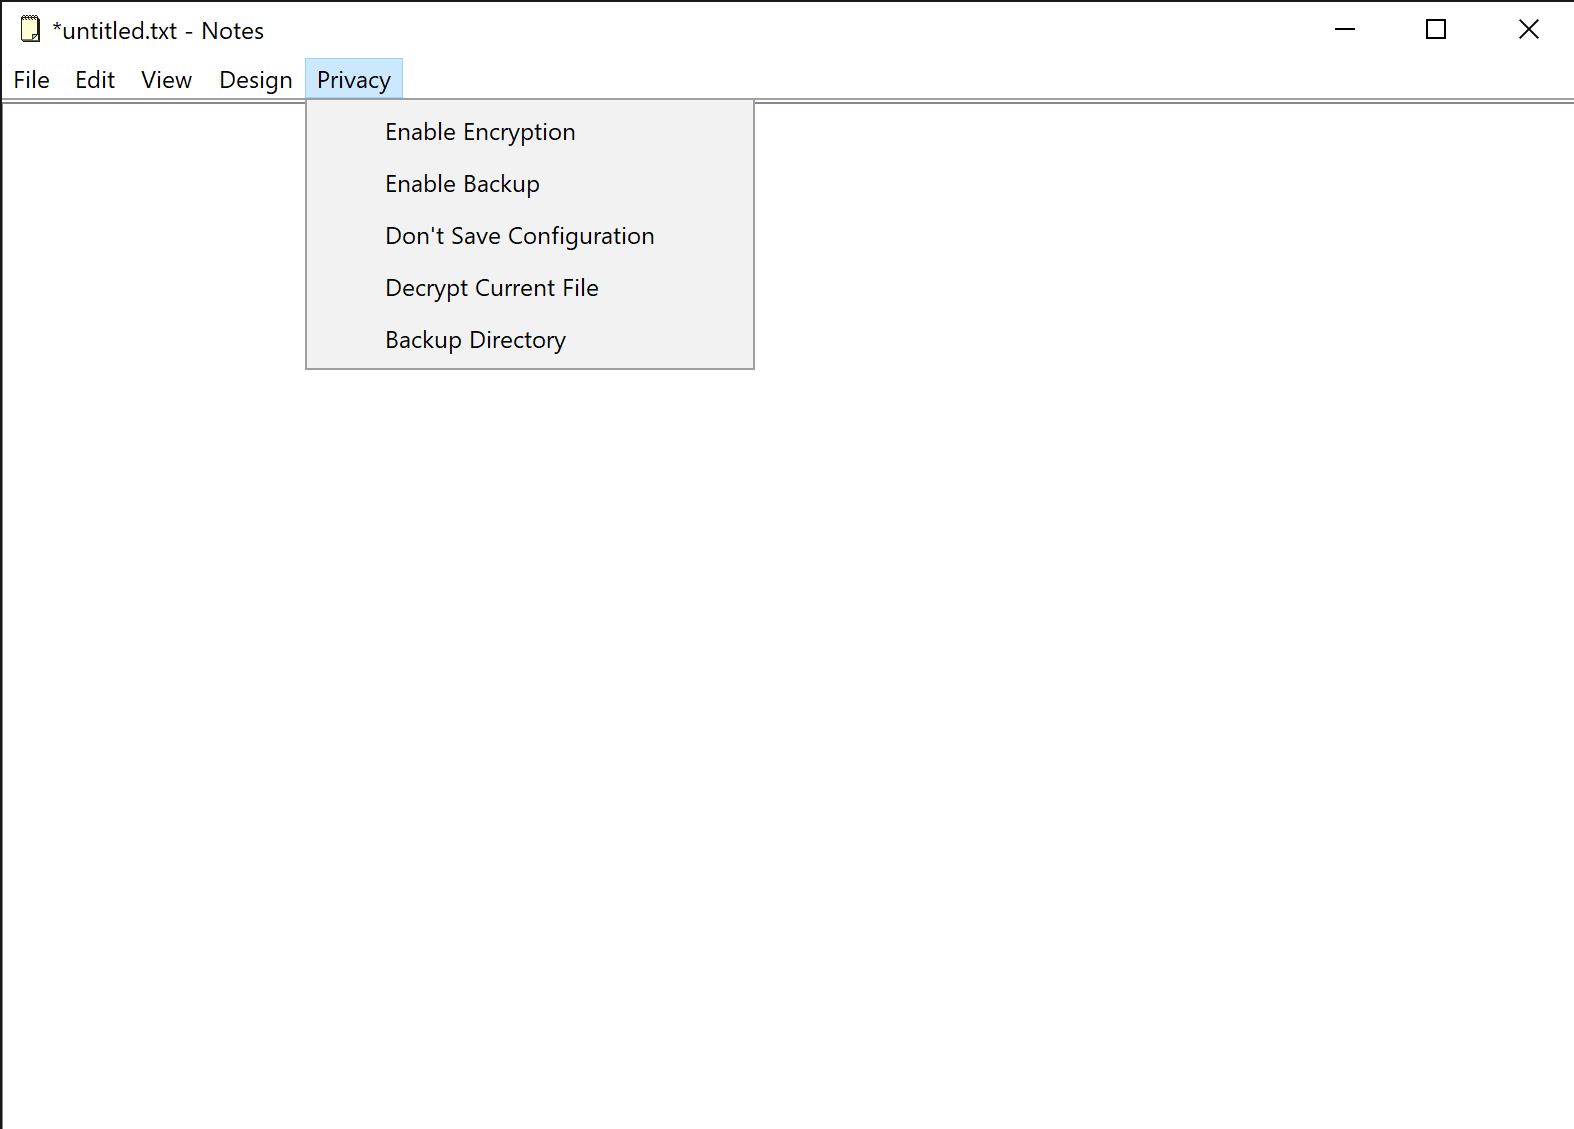 *untitled.txt - Notes
File Edit View Design Privacy
Enable Encryption
Enable Backup
Don't Save Configuration
Decrypt Current File
Backup Directory